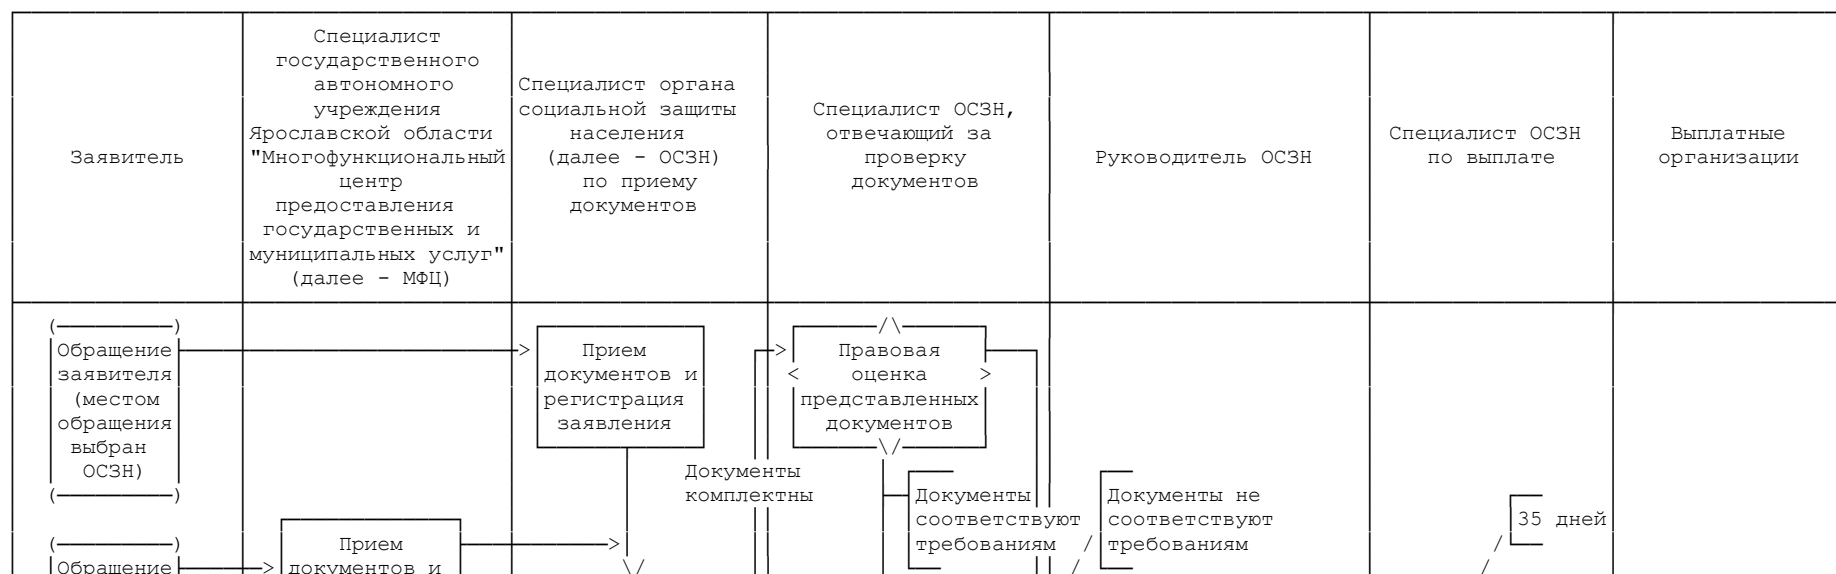 Заявитель
Специалист
государственного
автономного
учреждения
Ярославской области
"Многофункциональный
центр
предоставления
государственных и
муниципальных услуг"
(далее - МФЦ)
Специалист органа
социальной защиты
населения
(далее - ОСЗН)
по приему
документов
Специалист ОСЗН,
отвечающий за
проверку
документов
Руководитель ОСЗН
Специалист ОСЗН
по выплате
Выплатные
организации
Обращение
заявителя
(местом
обращения
выбран
ОСЗН)
Прием
документов и
регистрация
заявления
Правовая
оценка
представленных
документов
Документы
комплектны
Документы
соответствуют
требованиям
Документы не
соответствуют
требованиям
35 дней
Обращение
Прием
документов и